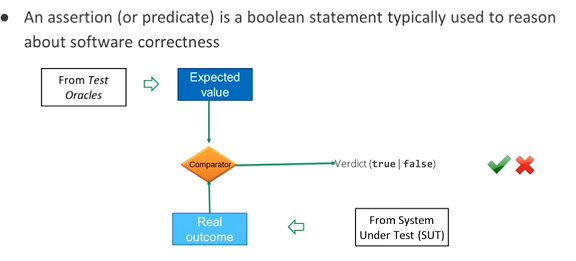 • An assertion (or predicate) is a boolean statement typically used to reason
about software correctness
From Test
Oracles
Expected
value
Comparator
Verdict (true | false)
Real
outcome
From System
Under Test (SUT)